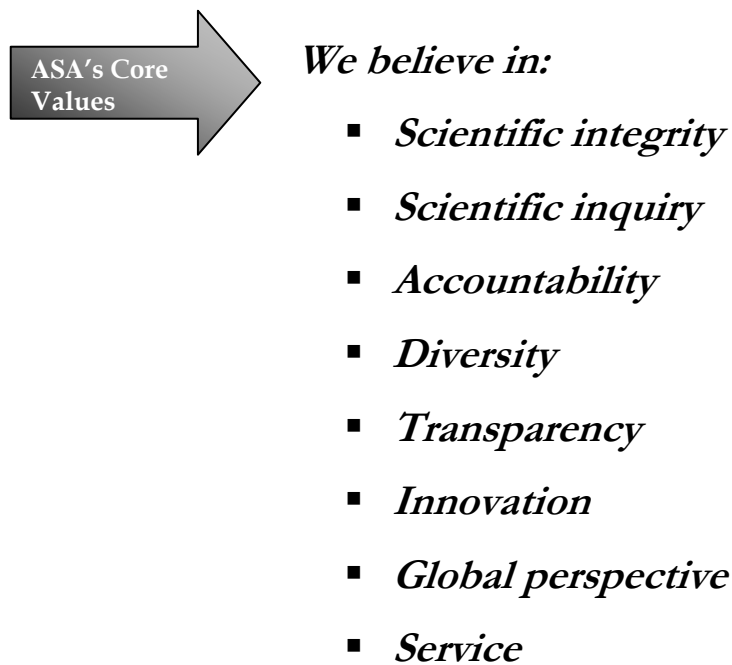 ASA's Core
Values
We believe in:
▪ Scientific integrity
▪ Scientific inquiry
▪ Accountability
▪ Diversity
▪ Transparency
▪ Innovation
▪ Global perspective
▪ Service